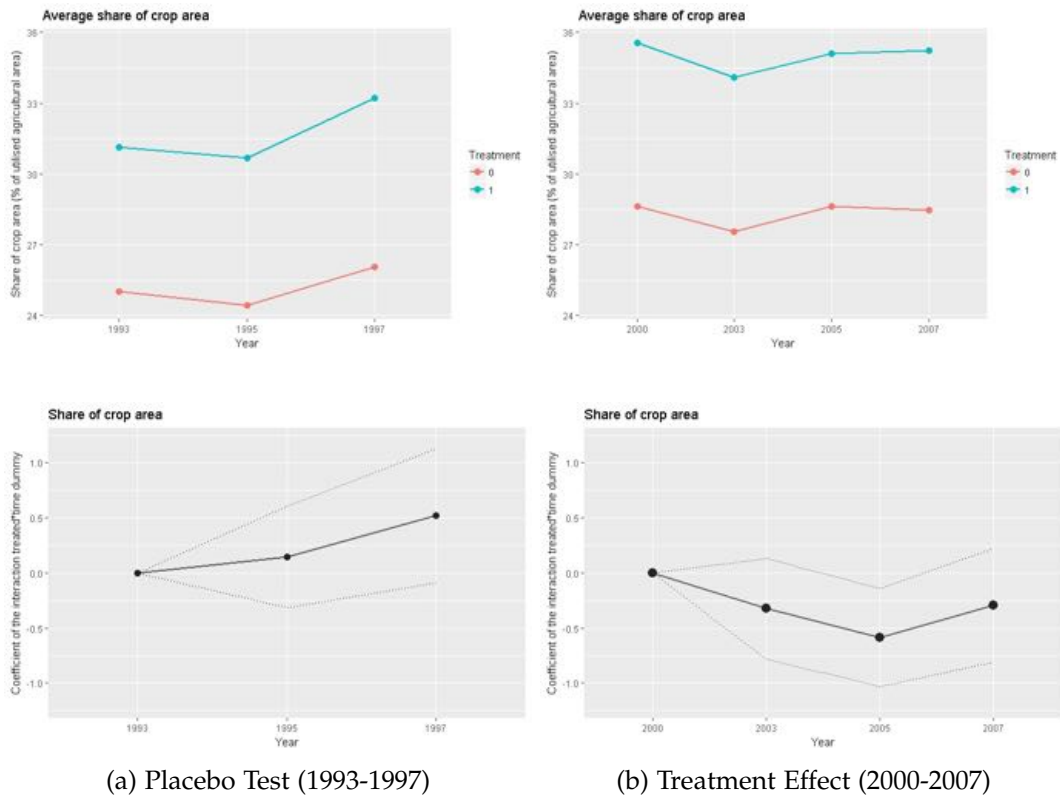 Average share of crop area
Share of crop area (% of utilised agricultural area)
36
33
30
27
24
1993
1995
1997
Year
Treatment
0
1
Average share of crop area
Share of crop area (% of utilised agricultural area)
36
33
30
27
24
2000
2003
2005
2007
Year
Treatment
0
1
Share of crop area
Coefficient of the interaction treated*time dummy
1.0
0.5
0.0
-0.5
-1.0
1993
1995
1997
Year
Share of crop area
Coefficient of the interaction treated*time dummy
1.0
0.5
0.0
-0.5
-1.0
2000
2003
2005
2007
Year
(a) Placebo Test (1993-1997)
(b) Treatment Effect (2000-2007)